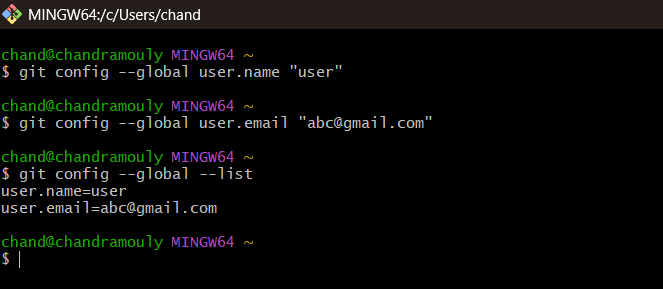 MINGW64:/c/Users/chand
chand@chandramouly MINGW64 ~
$ git config --global user.name "user"
chand@chandramouly MINGW64 ~
$ git config --global user.email "abc@gmail.com"
chand@chandramouly MINGW64 ~
$ git config --global --list
user.name=user
user.email=abc@gmail.com
chand@chandramouly MINGW64 ~
$